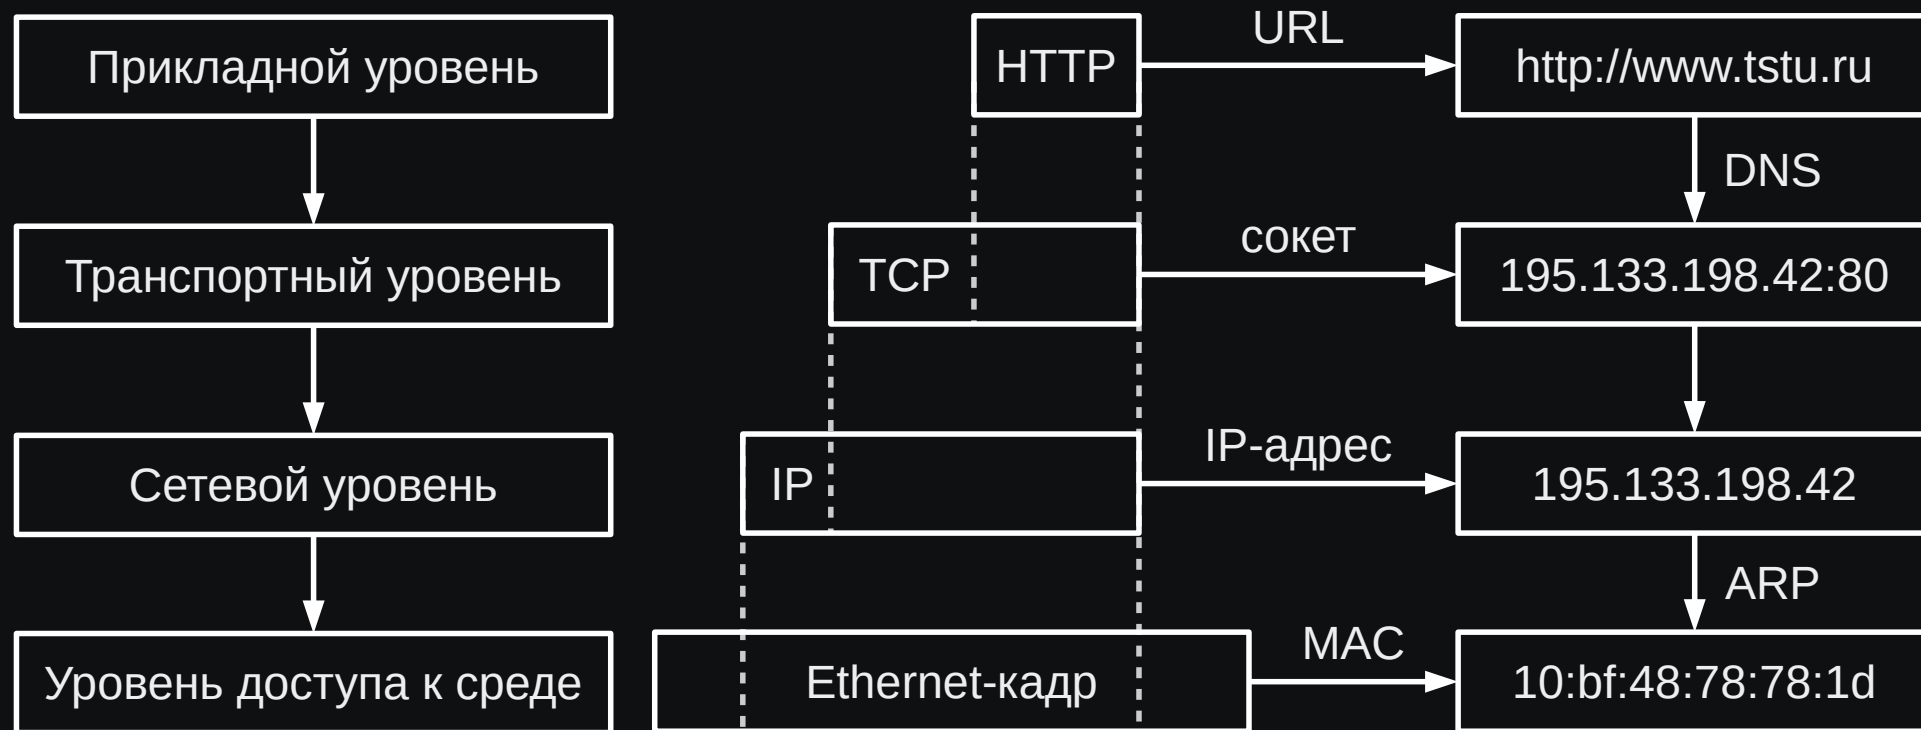 Прикладной уровень
HTTP
URL
http://www.tstu.ru
DNS
Транспортный уровень
TCP
сокет
195.133.198.42:80
Сетевой уровень
IP
IP-адрес
195.133.198.42
ARP
Уровень доступа к среде
Ethernet-кадр
MAC
10:bf:48:78:78:1d